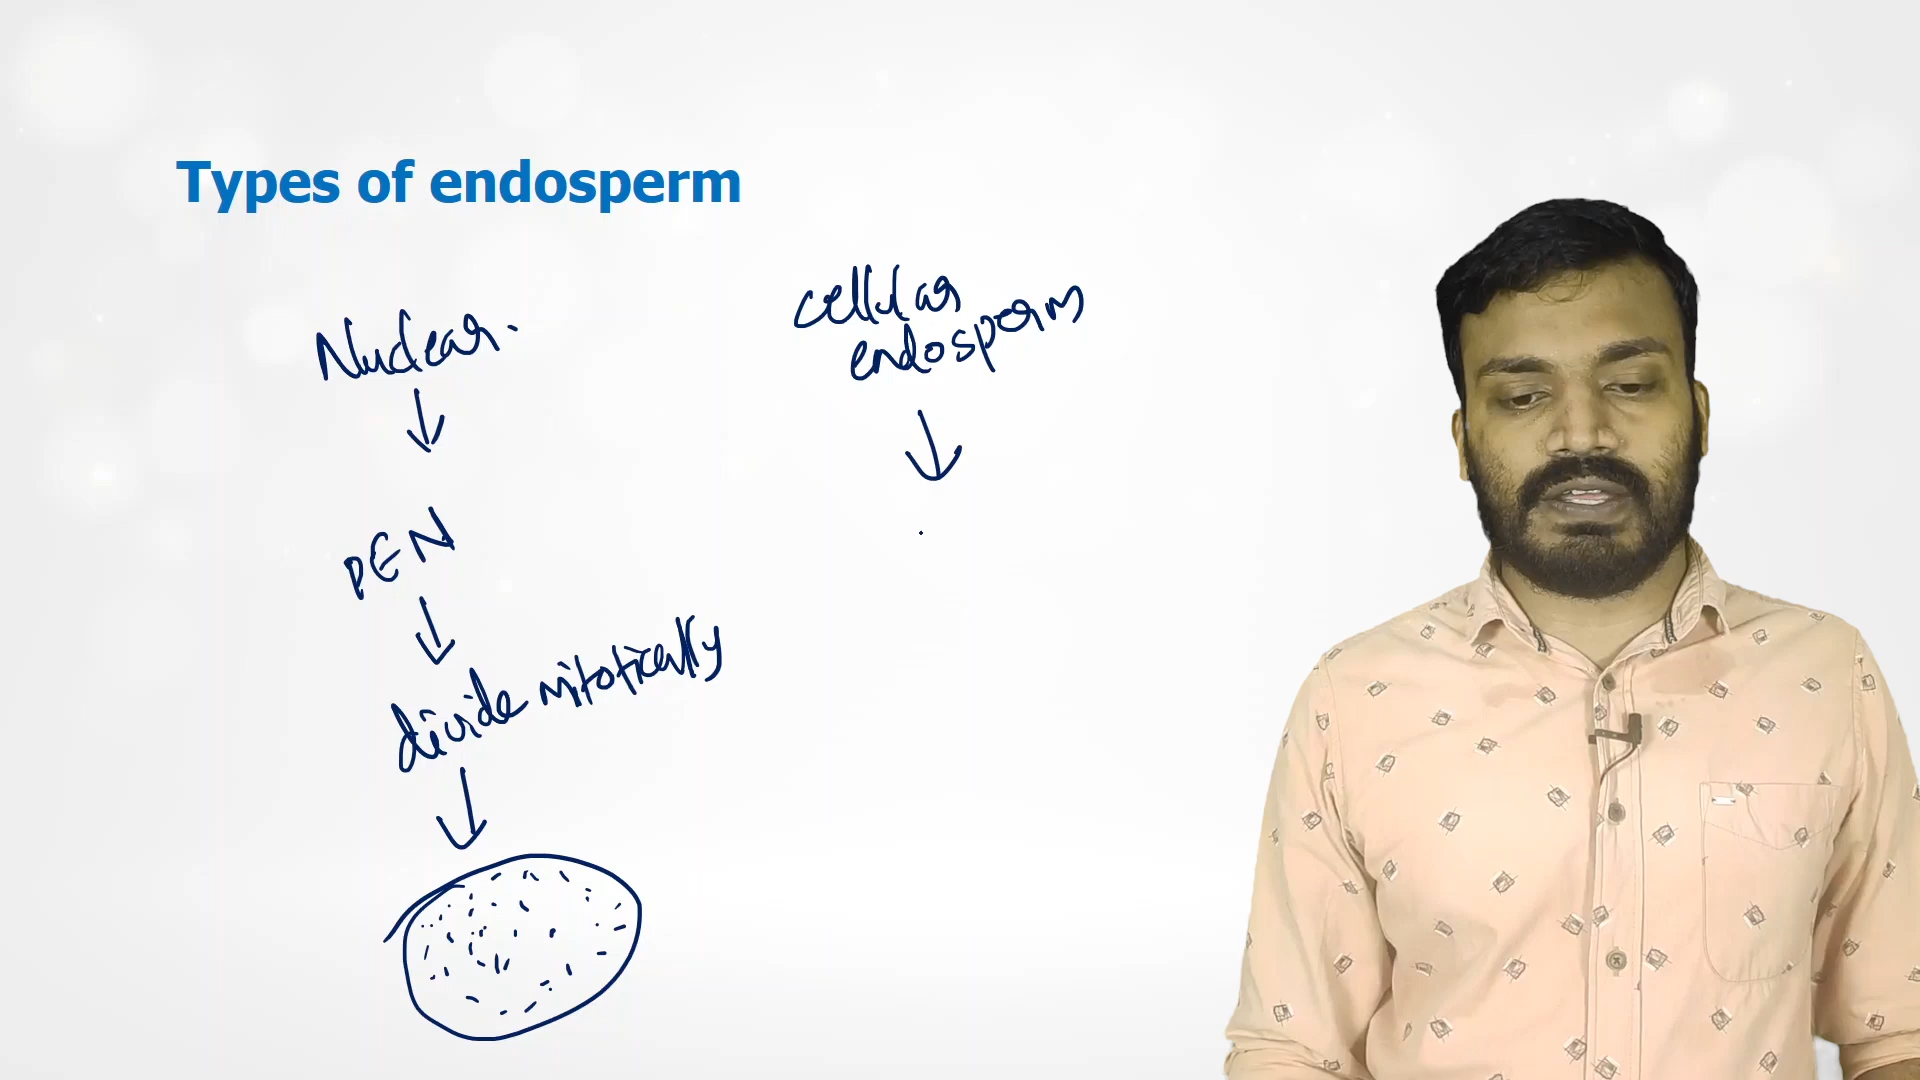 Types of endosperm
Nuclear.
PEN
divide mitotically
cellular
endosperm